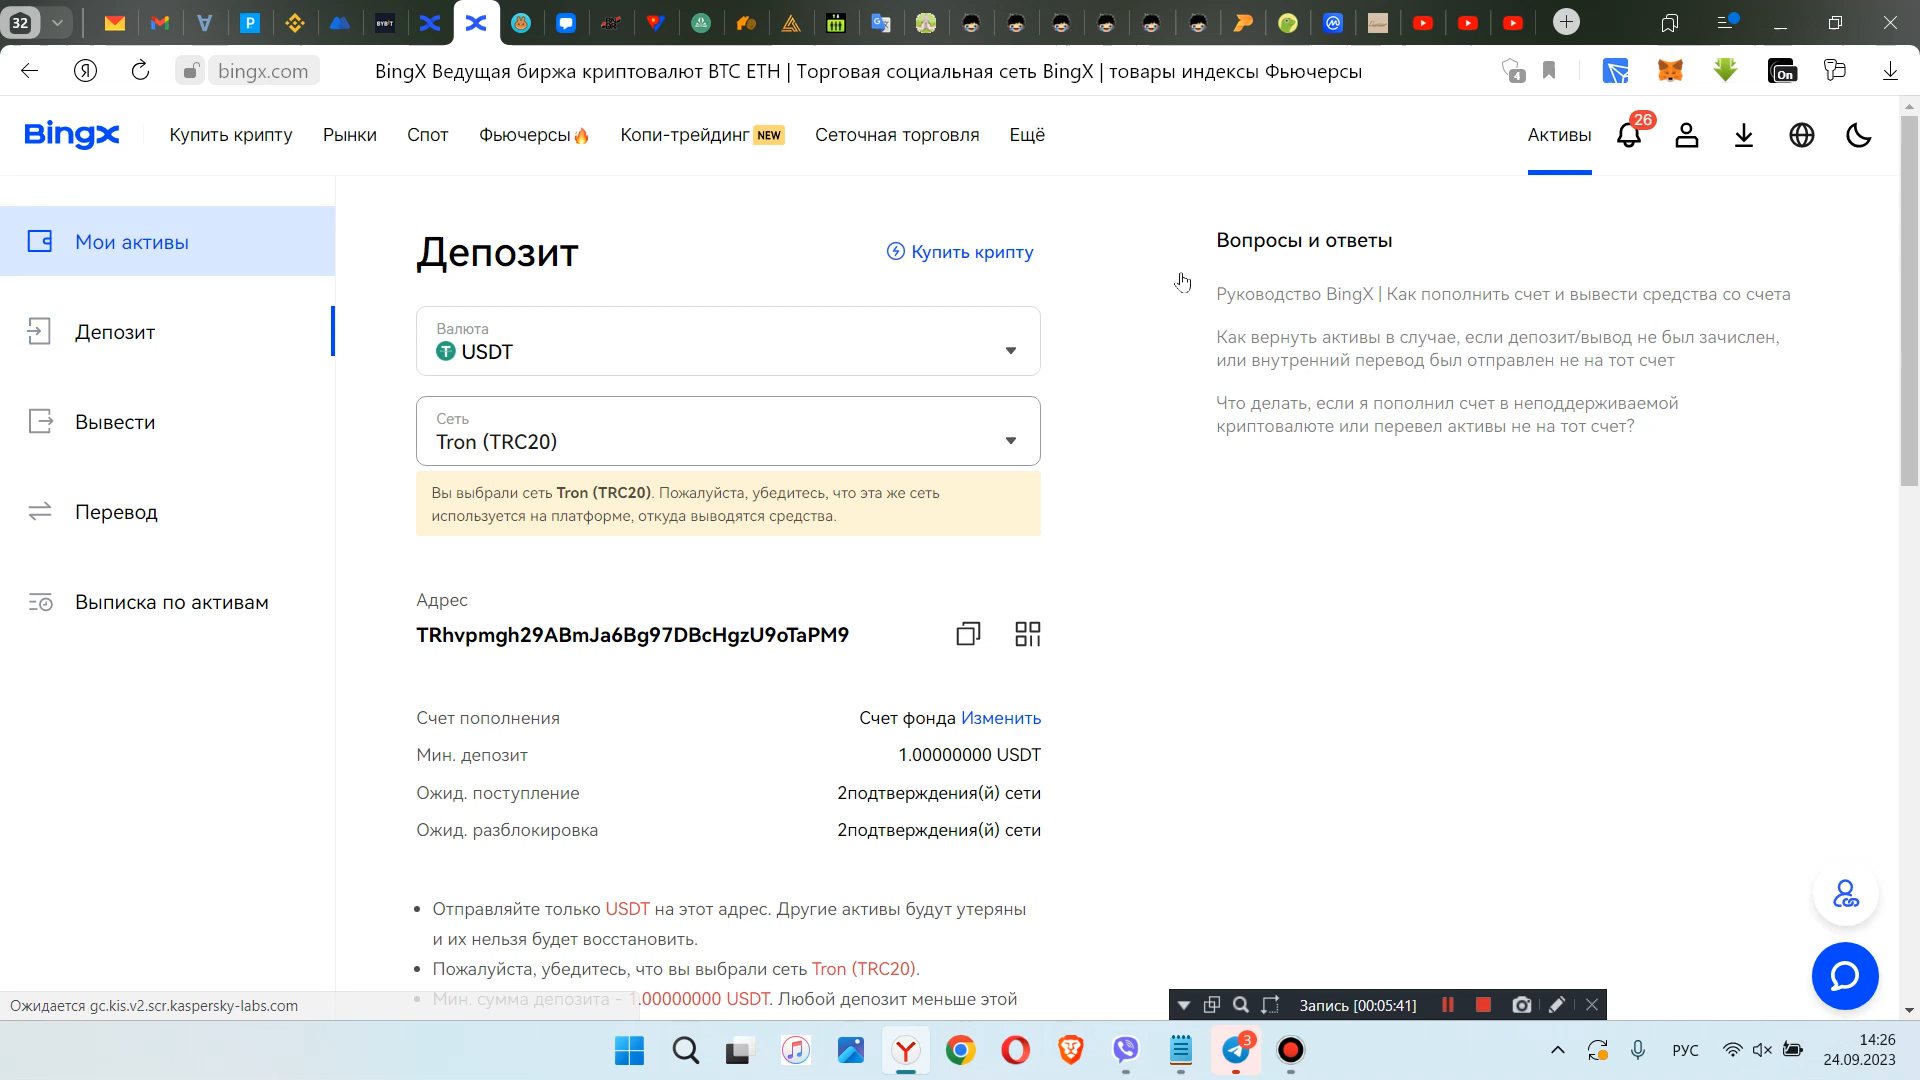 32
bingx.com
BingX Ведущая биржа криптовалют BTC ETH | Торговая социальная сеть BingX | товары индексы Фьючерсы
4
On
BingX
Купить крипту
Рынки
Спот
Фьючерсы
Копи-трейдинг NEW
Сеточная торговля
Ещё
Активы
26
Мои активы
Депозит
Вывести
Перевод
Выписка по активам
Депозит
Купить крипту
Валюта
USDT
Сеть
Tron (TRC20)
Вы выбрали сеть Tron (TRC20). Пожалуйста, убедитесь, что эта же сеть
используется на платформе, откуда выводятся средства.
Адрес
TRhvpmgh29ABmJa6Bg97DBcHgzU9oTaPM9
Счет пополнения
Счет фонда Изменить
Мин. депозит
1.00000000 USDT
Ожид. поступление
2подтверждения(й) сети
Ожид. разблокировка
2подтверждения(й) сети
• Отправляйте только USDT на этот адрес. Другие активы будут утеряны
и их нельзя будет восстановить.
• Пожалуйста, убедитесь, что вы выбрали сеть Tron (TRC20).
• Мин. сумма депозита - 1.00000000 USDT. Любой депозит меньше этой
Вопросы и ответы
Руководство BingX | Как пополнить счет и вывести средства со счета
Как вернуть активы в случае, если депозит/вывод не был зачислен,
или внутренний перевод был отправлен не на тот счет
Что делать, если я пополнил счет в неподдерживаемой
криптовалюте или перевел активы не на тот счет?
Ожидается gc.kis.v2.scr.kaspersky-labs.com
Запись [00:05:41]
3
РУС
14:26
24.09.2023